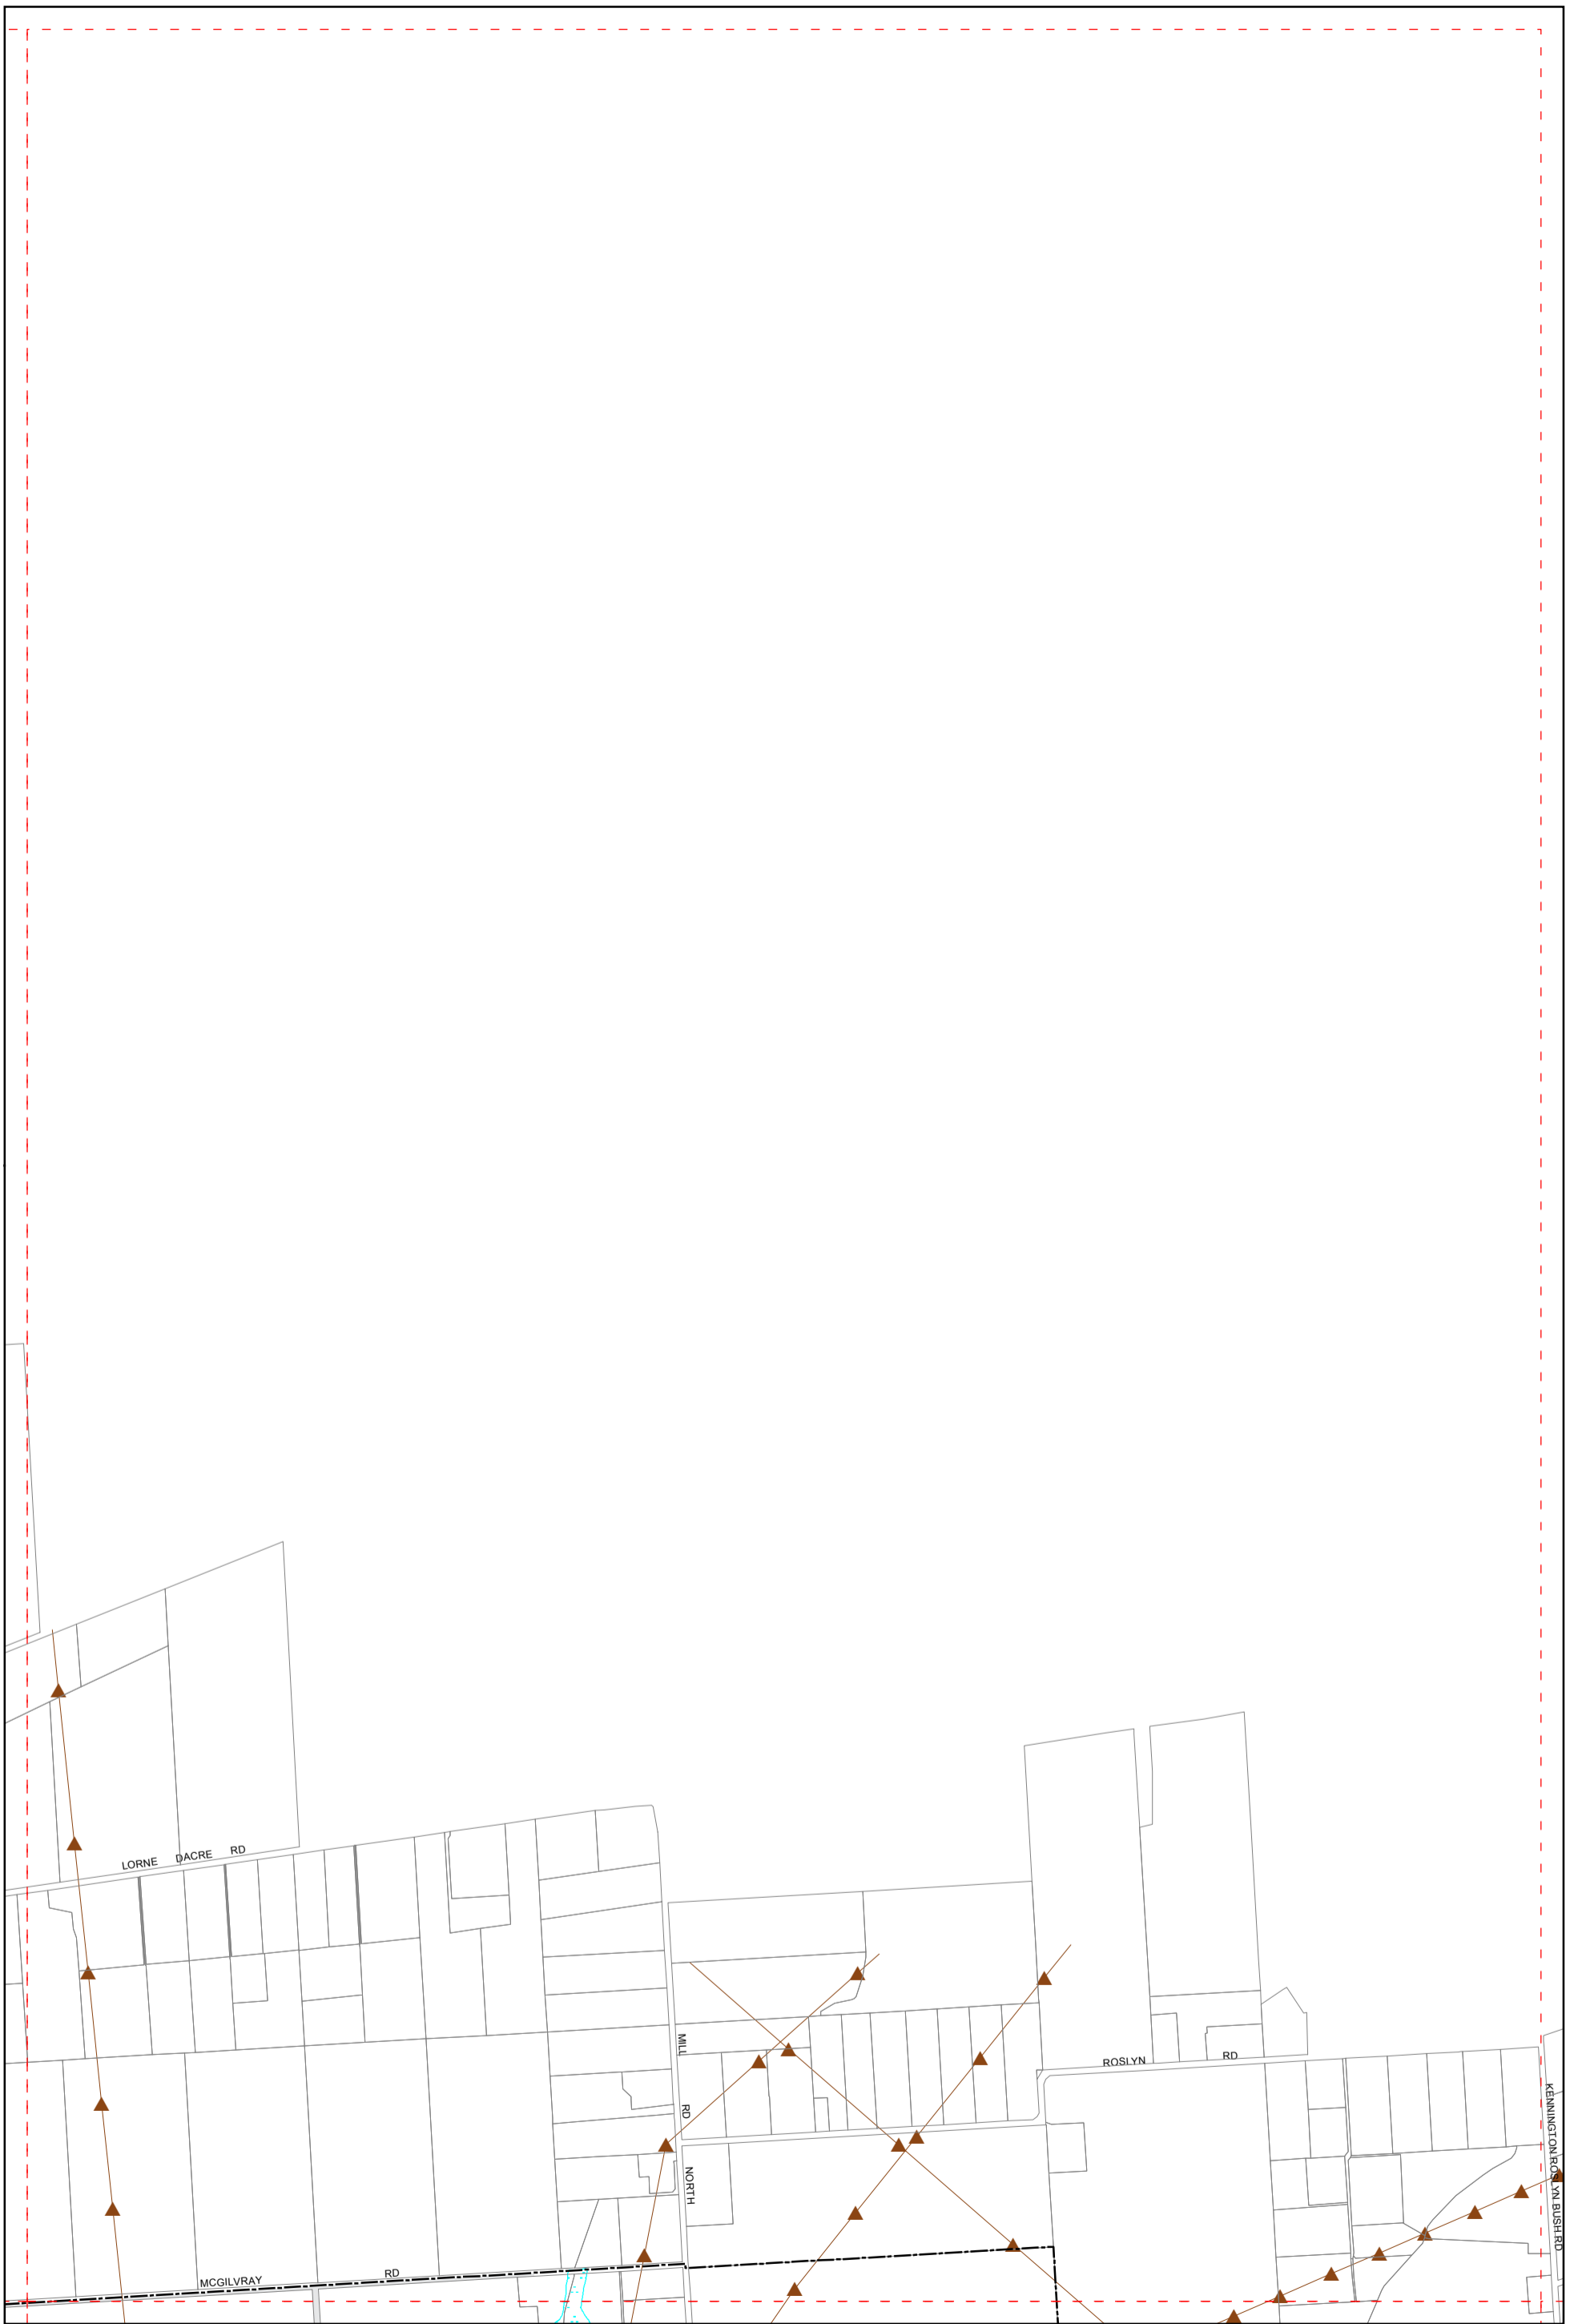 LORNE DACRE RD
MILL
RD
ROSLYN RD
KENNINGTON ROSLYN BUSH RD
NORTH
MCGILVRAY RD